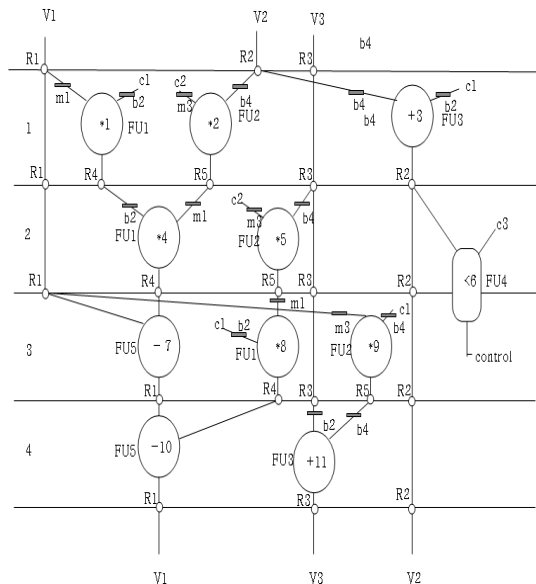 V1 V2 V3
b4
R1 R2 R3
c1 c2 c1
m1 b2 m3 b4 b4 b2
b4
1 *1 FU1 *2 FU2 +3 FU3
R1 R4 R5 R3 R2
c2 c3
b2 m1 m3 b4
2 FU1 *4 FU2 *5
<6 FU4
R1 R4 R5 R3 R2
m1 c1
c1 b2 m3 b4
3 FU5 -7 FU1 *8 FU2 *9
control
R1 R4 R3 R5 R2
b2 b4
4 FU5 -10 FU3 +11
R1 R3 R2
V1 V3 V2